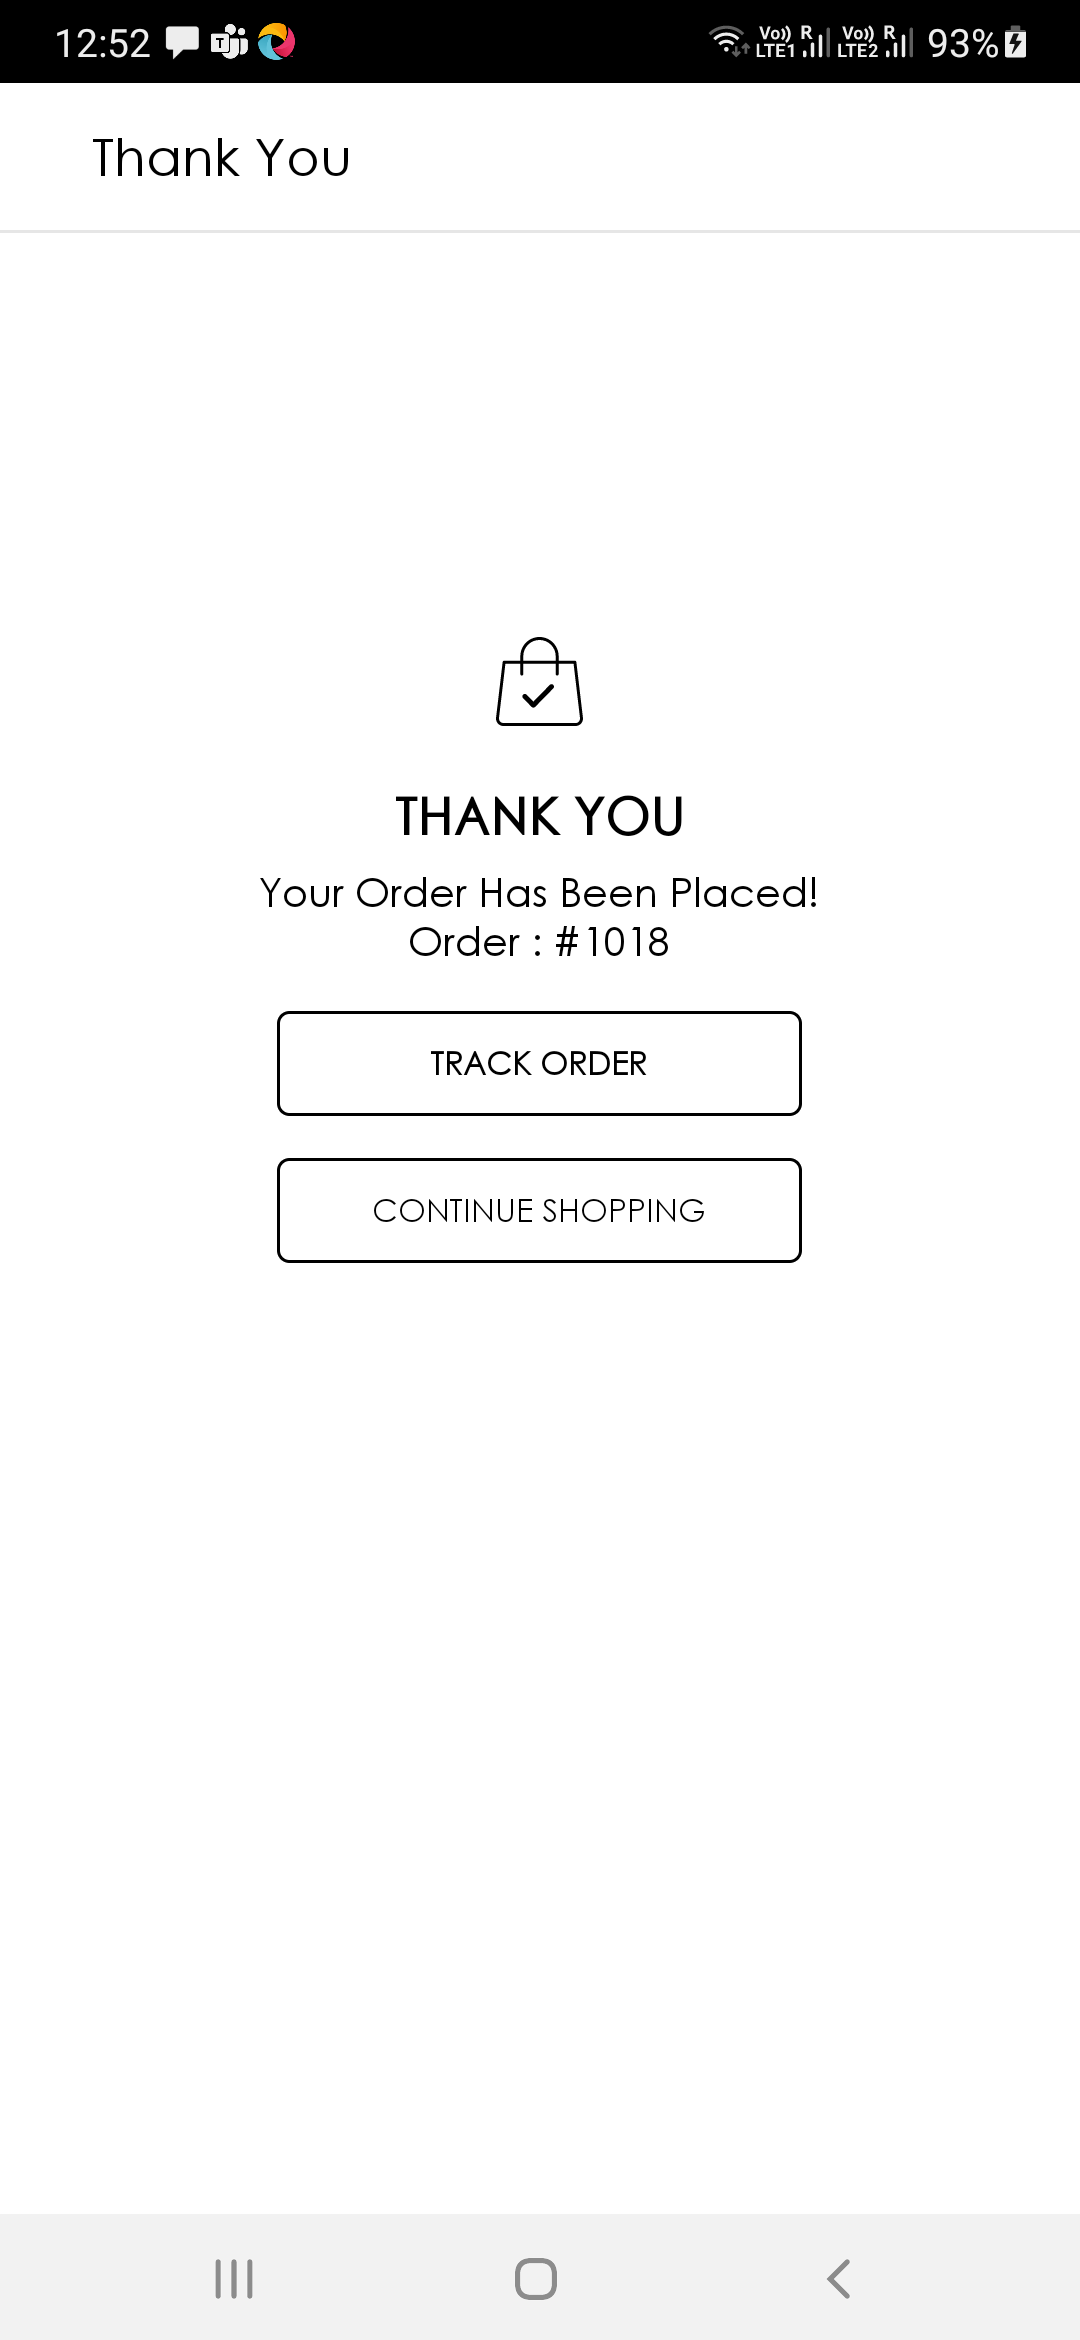 12:52
Vo)) R Vo)) R
LTE1 LTE2 93%
Thank You
THANK YOU
Your Order Has Been Placed!
Order : #1018
TRACK ORDER
CONTINUE SHOPPING